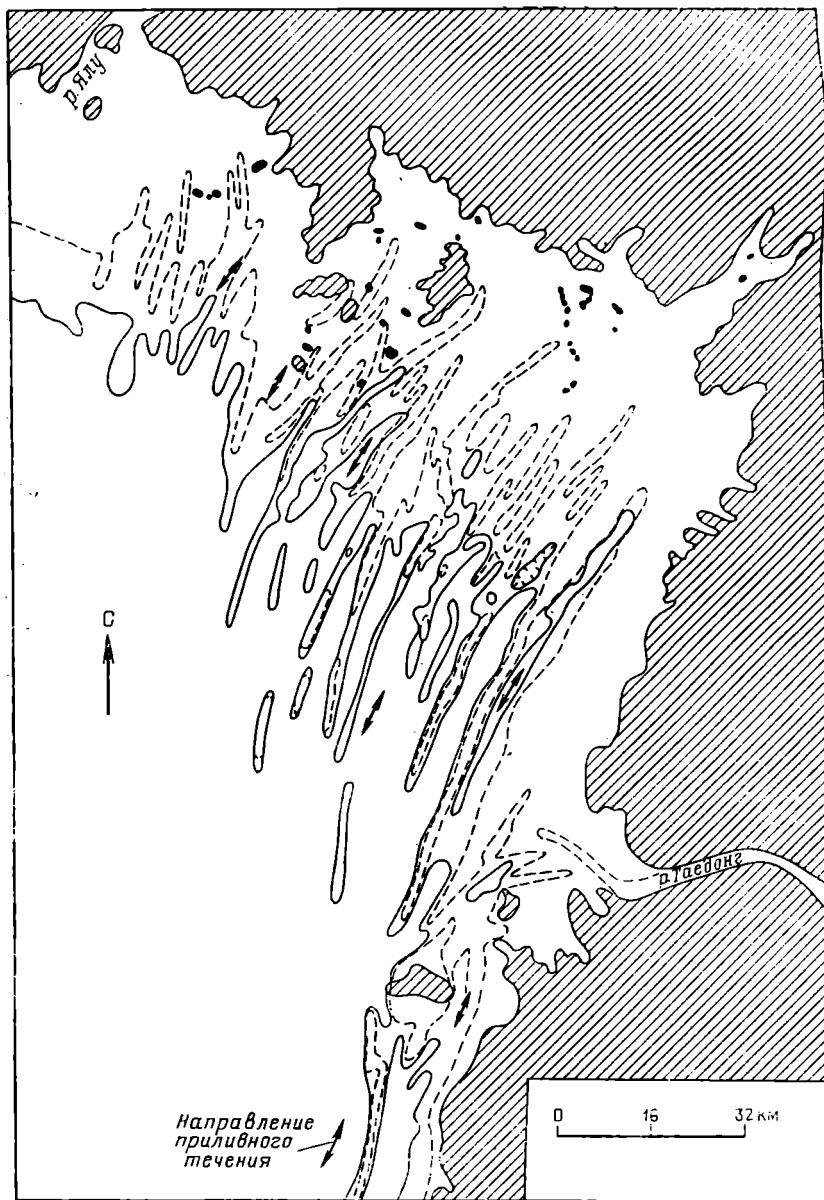 р. Ялу
С
р. Таедонг
Направление
приливного
течения
0 16 32 км